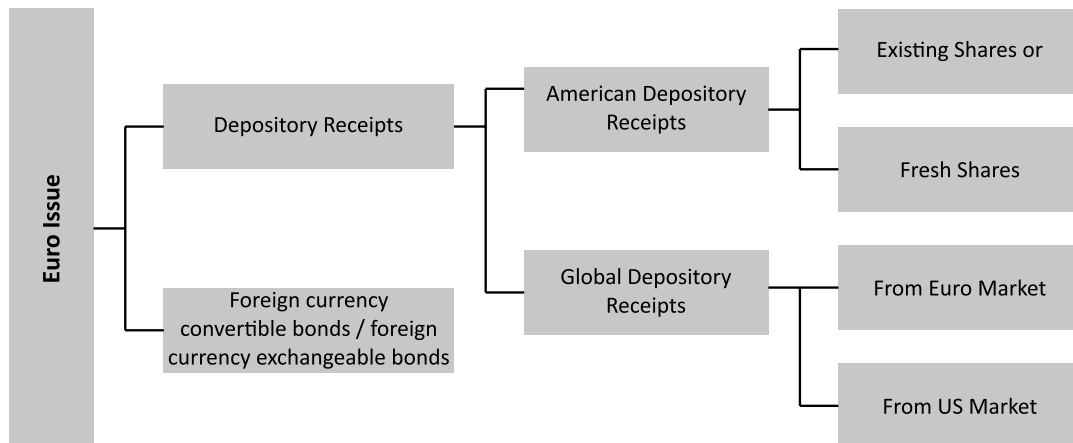 Euro Issue
Depository Receipts
Foreign currency
convertible bonds / foreign
currency exchangeable bonds
American Depository
Receipts
Global Depository
Receipts
Existing Shares or
Fresh Shares
From Euro Market
From US Market